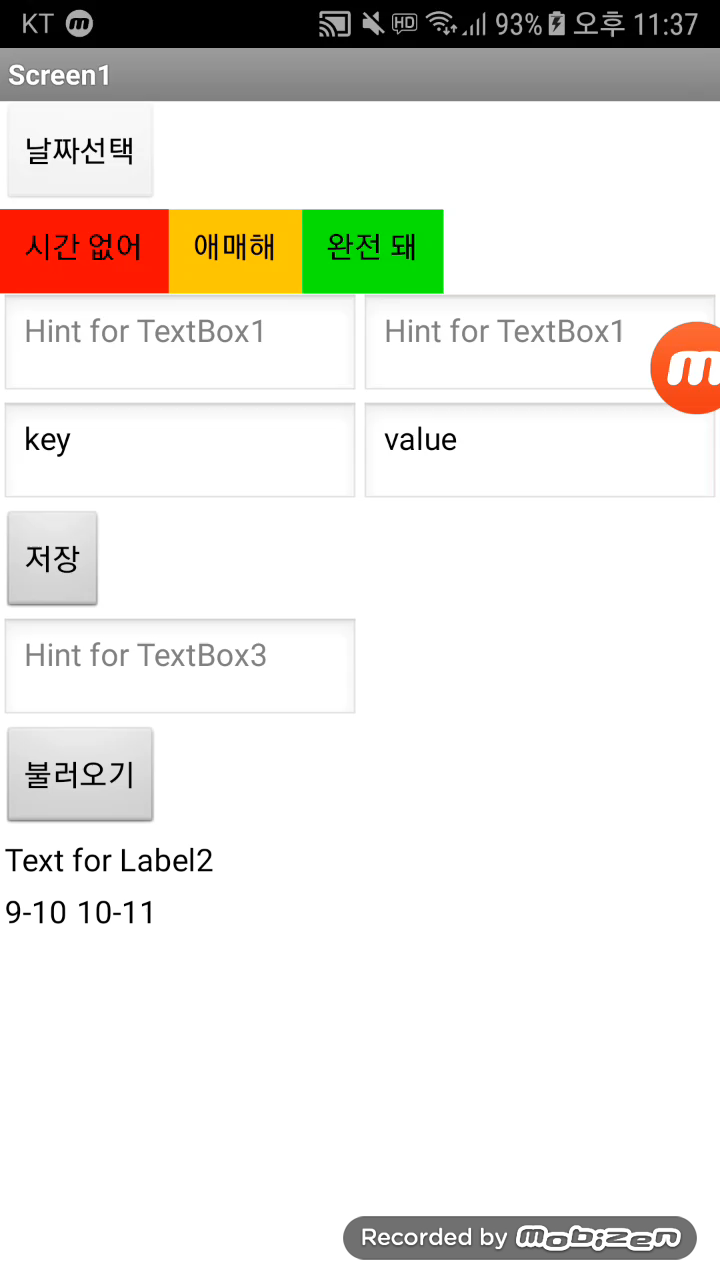 KT HD 93% 오후 11:37
Screen1
날짜선택
시간 없어 애매해 완전 돼
Hint for TextBox1 Hint for TextBox1
key value
저장
Hint for TextBox3
불러오기
Text for Label2
9-10 10-11
Recorded by mobizen